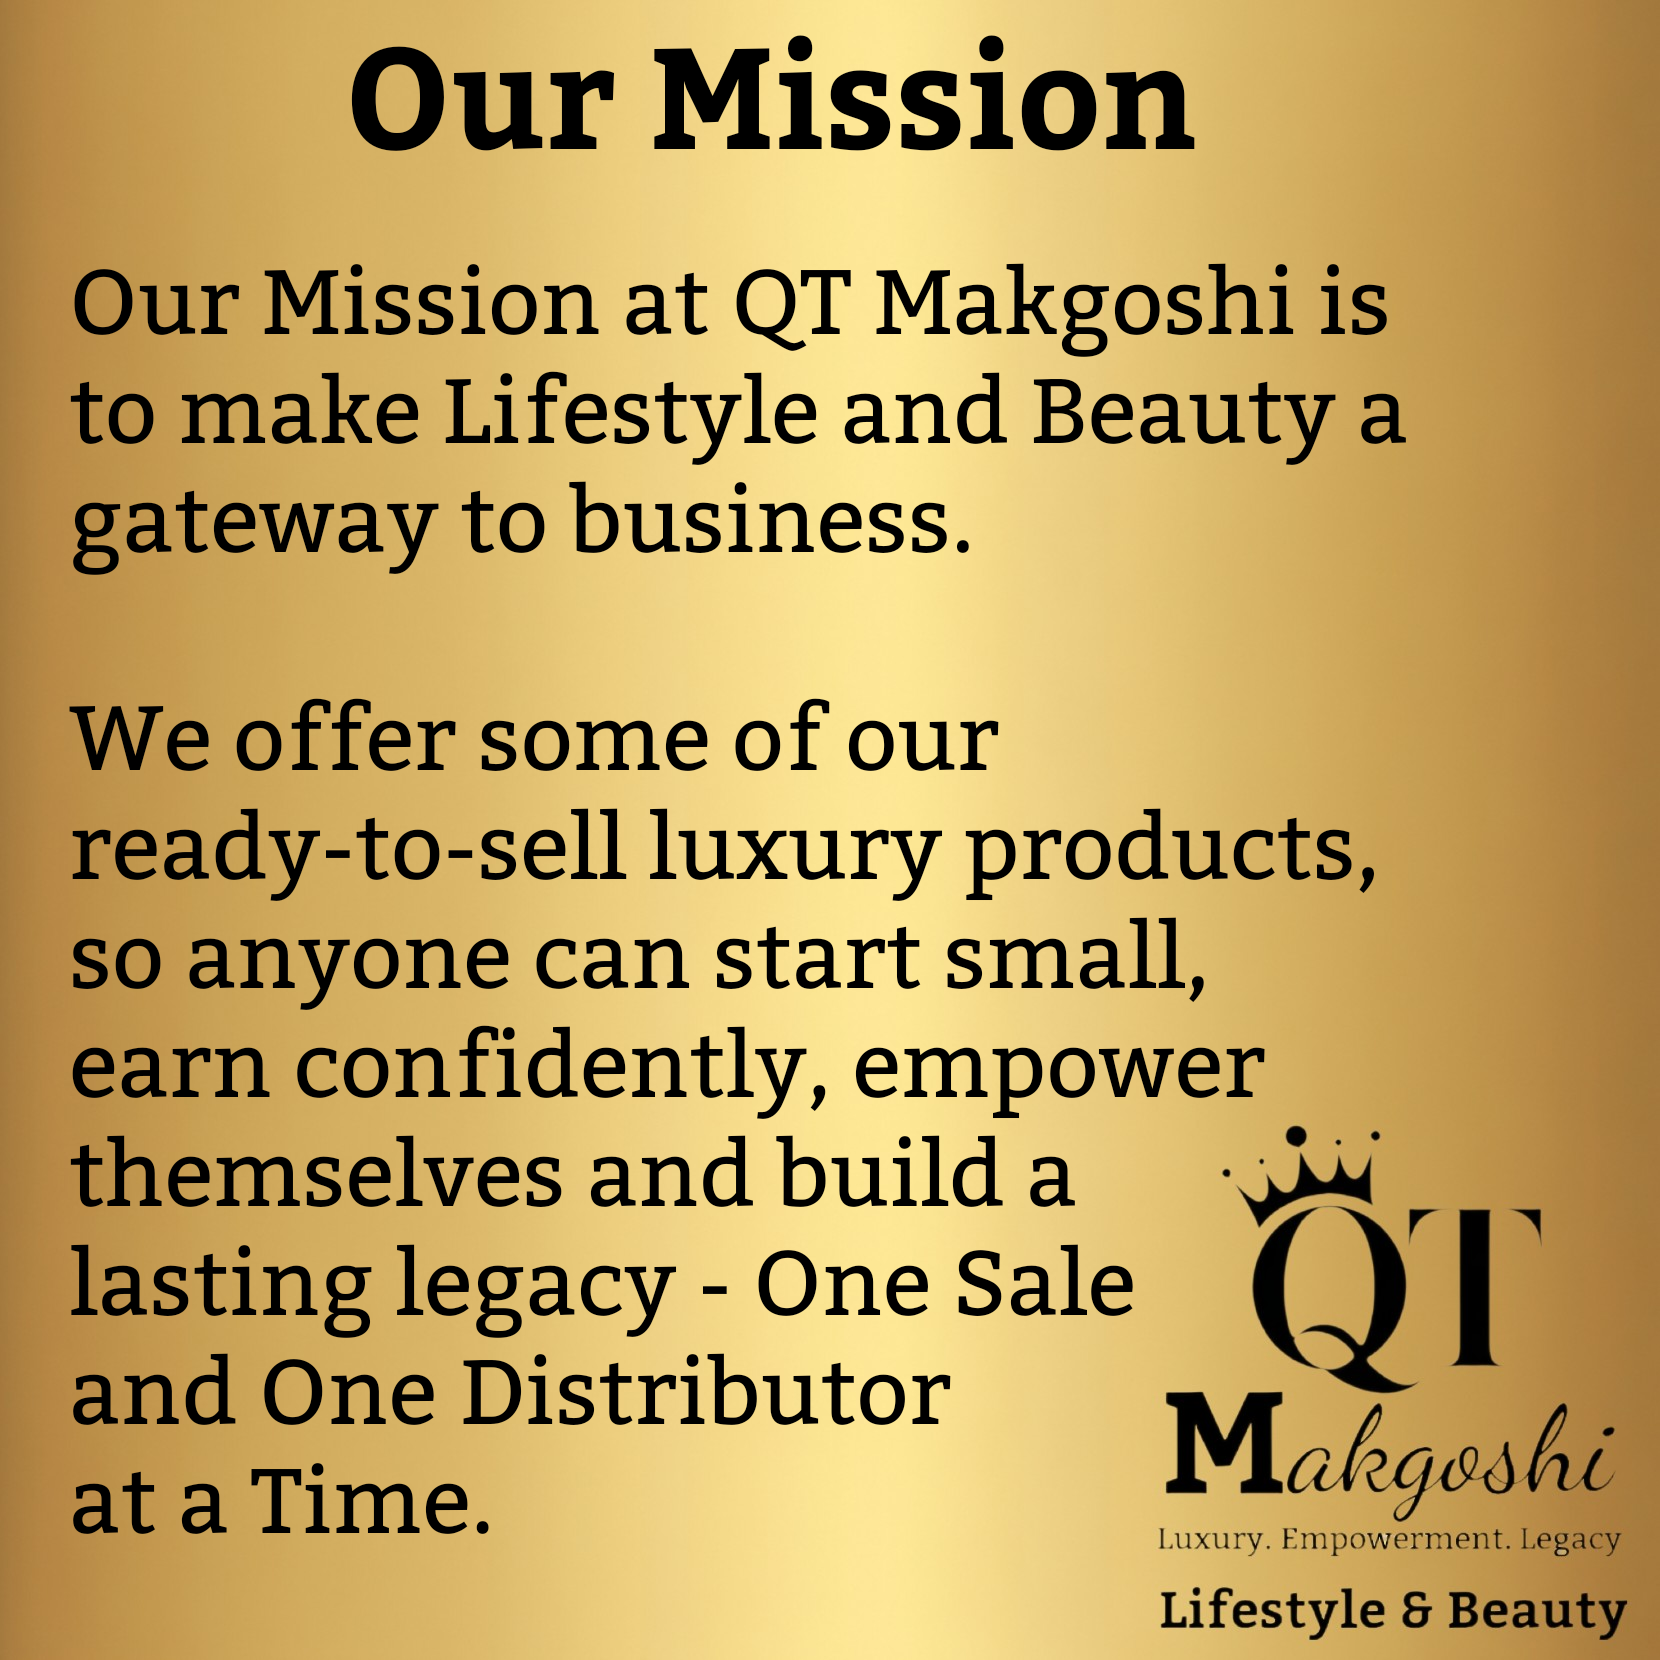 Our Mission
Our Mission at QT Makgoshi is
to make Lifestyle and Beauty a
gateway to business.
We offer some of our
ready-to-sell luxury products,
so anyone can start small,
earn confidently, empower
themselves and build a
lasting legacy - One Sale
and One Distributor
at a Time.
QT
Makgoshi
Luxury. Empowerment. Legacy
Lifestyle & Beauty